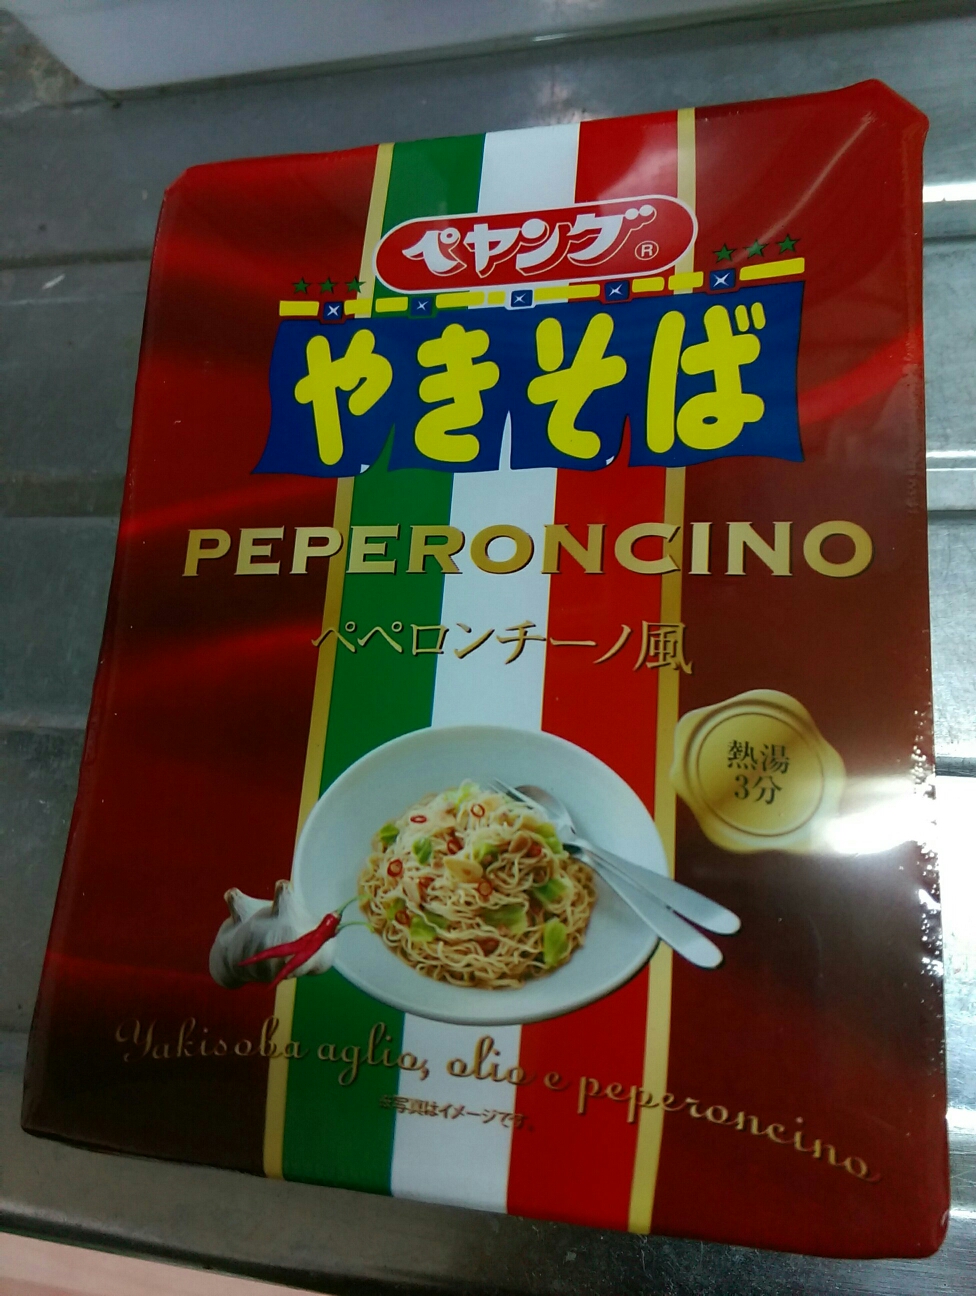 ペヤング®
やきそば
PEPERONCINO
ペペロンチーノ風
熱湯
3分
Yakisoba aglio, olio e peperoncino
※写真はイメージです。